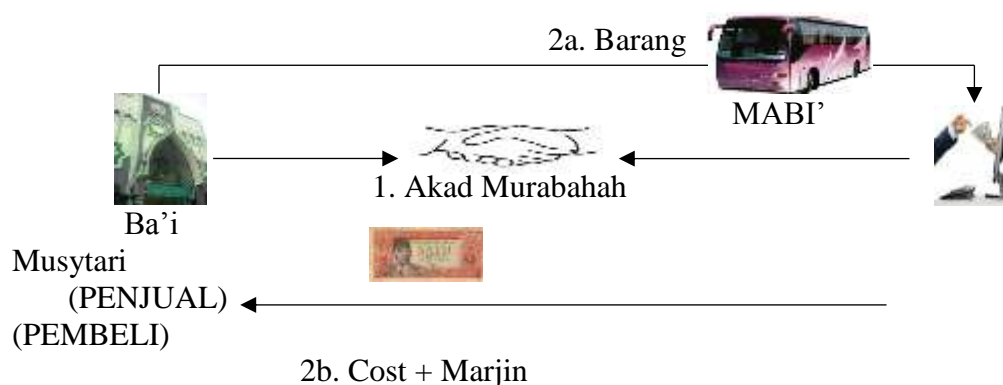 2a. Barang
MABI’
1. Akad Murabahah
Ba’i
Musytari
(PENJUAL)
(PEMBELI)
2b. Cost + Marjin